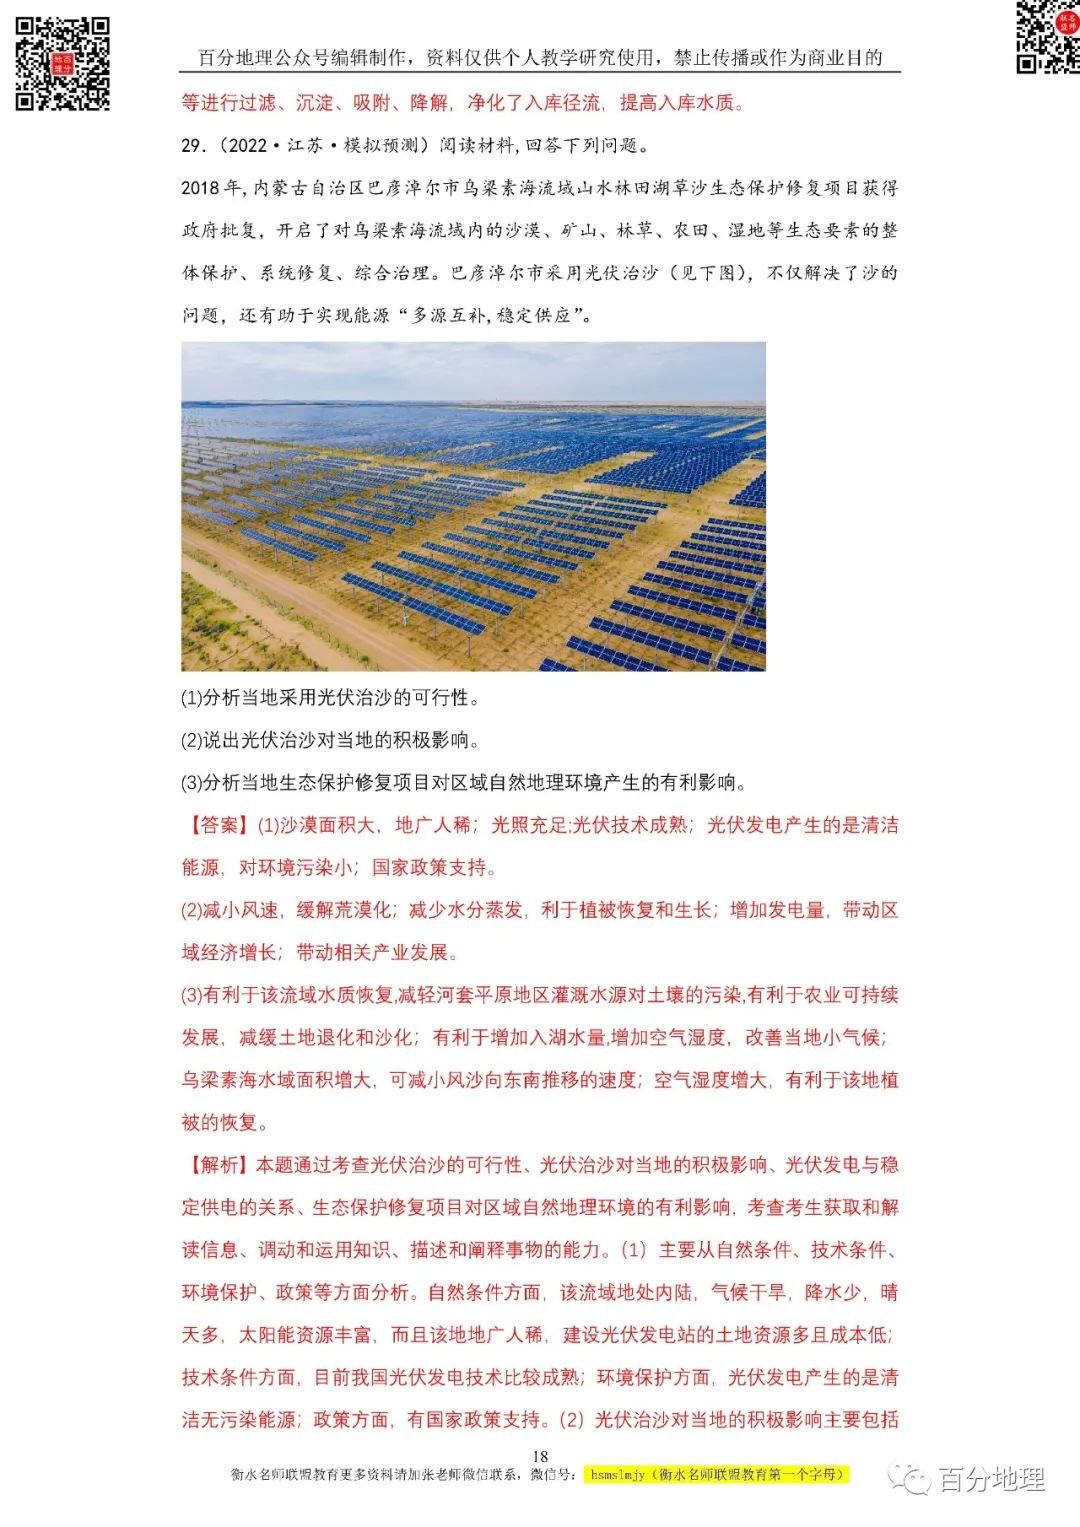 百分地理公众号编辑制作，资料仅供个人教学研究使用，禁止传播或作为商业目的
等进行过滤、沉淀、吸附、降解，净化了入库径流，提高入库水质。
29．（2022·江苏·模拟预测）阅读材料,回答下列问题。
2018年,内蒙古自治区巴彦淖尔市乌梁素海流域山水林田湖草沙生态保护修复项目获得
政府批复，开启了对乌梁素海流域内的沙漠、矿山、林草、农田、湿地等生态要素的整
体保护、系统修复、综合治理。巴彦淖尔市采用光伏治沙（见下图），不仅解决了沙的
问题，还有助于实现能源“多源互补,稳定供应”。
(1)分析当地采用光伏治沙的可行性。
(2)说出光伏治沙对当地的积极影响。
(3)分析当地生态保护修复项目对区域自然地理环境产生的有利影响。
【答案】(1)沙漠面积大，地广人稀；光照充足;光伏技术成熟；光伏发电产生的是清洁
能源，对环境污染小；国家政策支持。
(2)减小风速，缓解荒漠化；减少水分蒸发，利于植被恢复和生长；增加发电量，带动区
域经济增长；带动相关产业发展。
(3)有利于该流域水质恢复,减轻河套平原地区灌溉水源对土壤的污染,有利于农业可持续
发展，减缓土地退化和沙化；有利于增加入湖水量,增加空气湿度，改善当地小气候；
乌梁素海水域面积增大，可减小风沙向东南推移的速度；空气湿度增大，有利于该地植
被的恢复。
【解析】本题通过考查光伏治沙的可行性、光伏治沙对当地的积极影响、光伏发电与稳
定供电的关系、生态保护修复项目对区域自然地理环境的有利影响，考查考生获取和解
读信息、调动和运用知识、描述和阐释事物的能力。（1）主要从自然条件、技术条件、
环境保护、政策等方面分析。自然条件方面，该流域地处内陆，气候干旱，降水少，晴
天多，太阳能资源丰富，而且该地地广人稀，建设光伏发电站的土地资源多且成本低；
技术条件方面，目前我国光伏发电技术比较成熟；环境保护方面，光伏发电产生的是清
洁无污染能源；政策方面，有国家政策支持。（2）光伏治沙对当地的积极影响主要包括
18
衡水名师联盟教育更多资料请加张老师微信联系，微信号：hsmslmjy（衡水名师联盟教育第一个字母）
百分地理